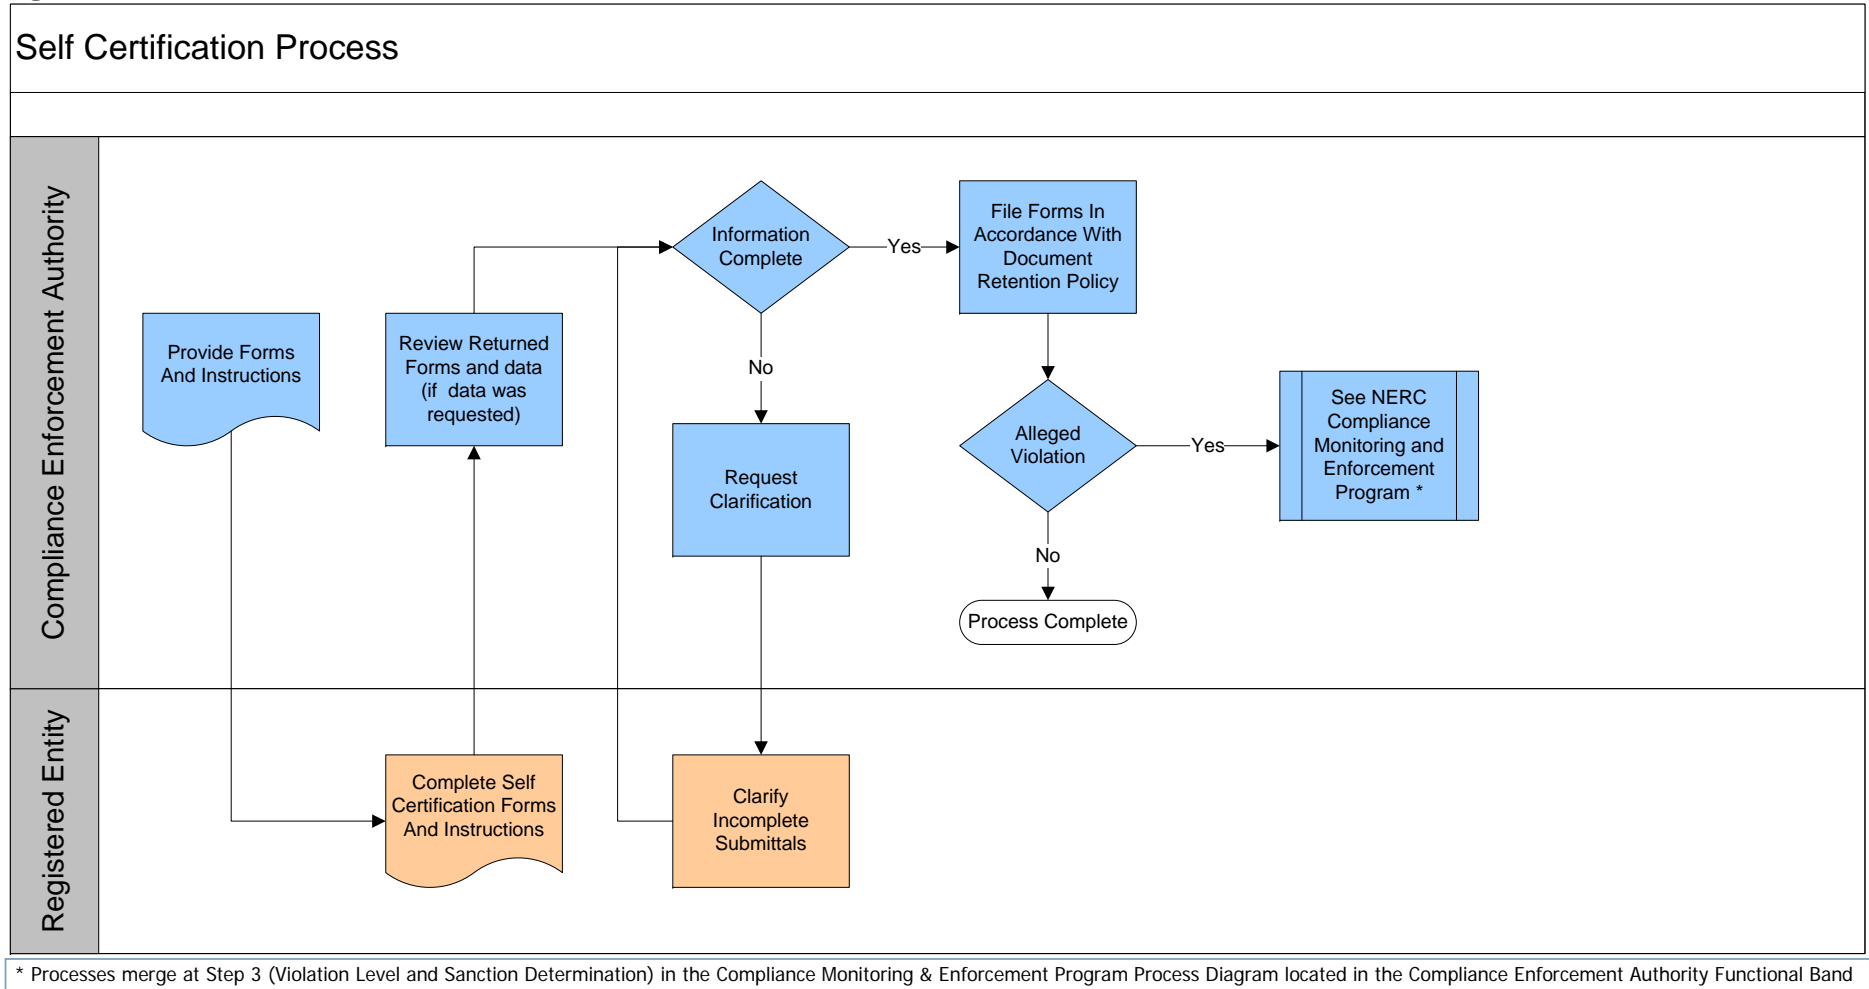 Self Certification Process
Compliance Enforcement Authority
Provide Forms
And Instructions
Review Returned
Forms and data
(if data was
requested)
Information
Complete
Yes
File Forms In
Accordance With
Document
Retention Policy
No
Request
Clarification
Alleged
Violation
Yes
See NERC
Compliance
Monitoring and
Enforcement
Program *
No
Process Complete
Registered Entity
Complete Self
Certification Forms
And Instructions
Clarify
Incomplete
Submittals
* Processes merge at Step 3 (Violation Level and Sanction Determination) in the Compliance Monitoring & Enforcement Program Process Diagram located in the Compliance Enforcement Authority Functional Band